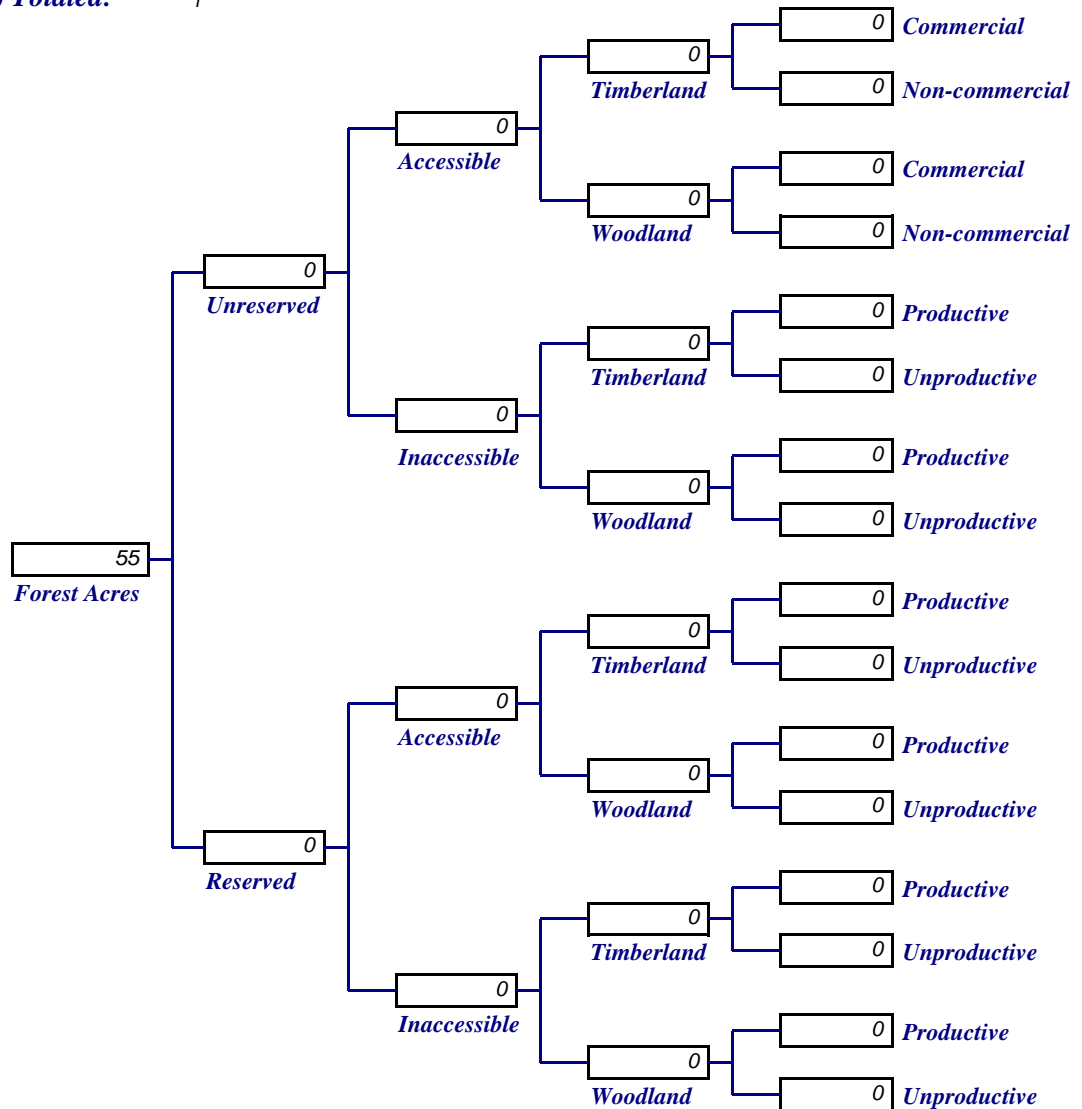 Totaled:
0 Commercial
0
Timberland
0 Non-commercial
0
Accessible
0 Commercial
0
Woodland
0 Non-commercial
0
Unreserved
0 Productive
0
Timberland
0 Unproductive
0
Inaccessible
0 Productive
0
Woodland
0 Unproductive
55
Forest Acres
0 Productive
0
Timberland
0 Unproductive
0
Accessible
0 Productive
0
Woodland
0 Unproductive
0
Reserved
0 Productive
0
Timberland
0 Unproductive
0
Inaccessible
0 Productive
0
Woodland
0 Unproductive